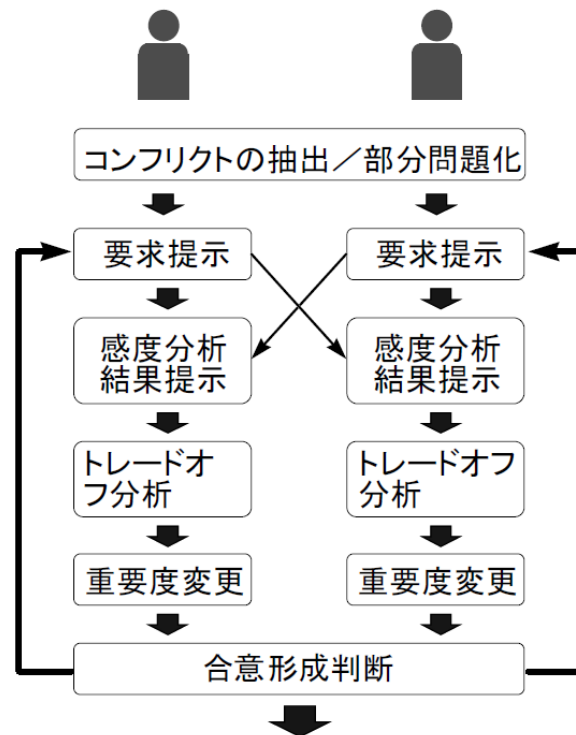 コンフリクトの抽出／部分問題化
要求提示
要求提示
感度分析
結果提示
感度分析
結果提示
トレードオ
フ分析
トレードオフ
分析
重要度変更
重要度変更
合意形成判断